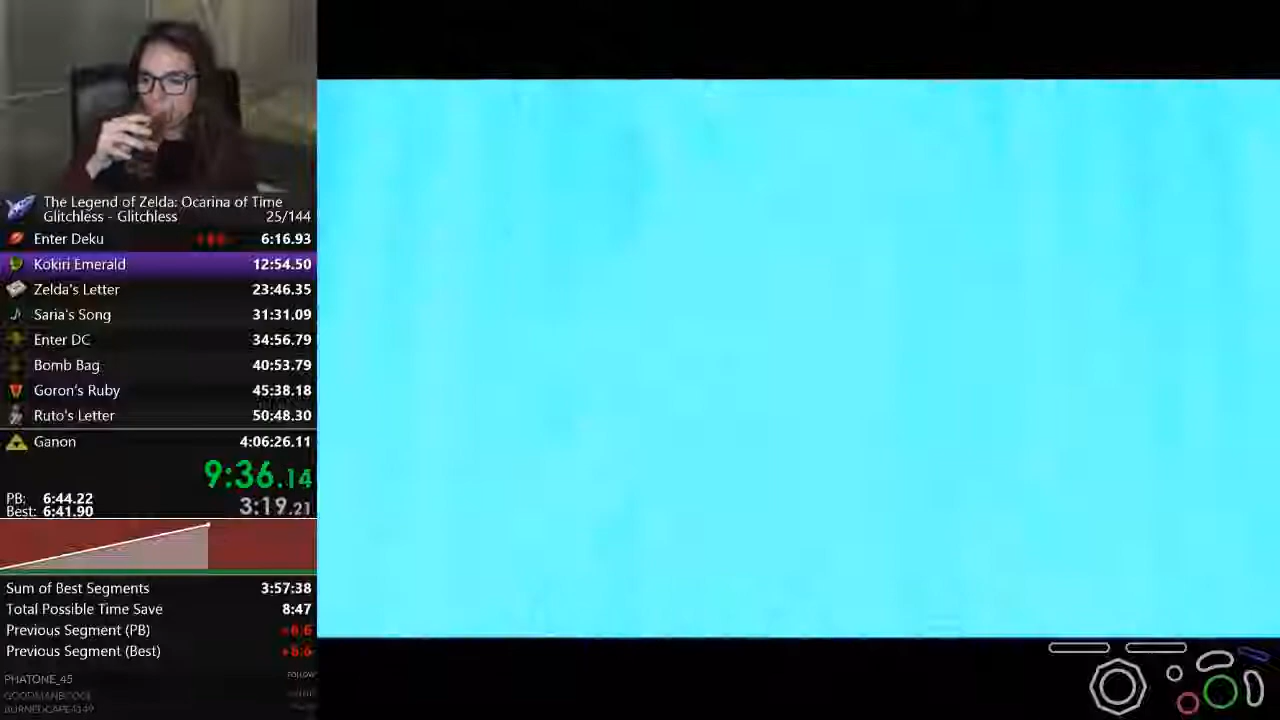 The Legend of Zelda: Ocarina of Time
Glitchless - Glitchless 25/144
Enter Deku 6:16.93
Kokiri Emerald 12:54.50
Zelda's Letter 23:46.35
Saria's Song 31:31.09
Enter DC 34:56.79
Bomb Bag 40:53.79
Goron's Ruby 45:38.18
Ruto's Letter 50:48.30
Ganon 4:06:26.11
9:36.14
PB: 6:44.22
Best: 6:41.90
3:19.21
Sum of Best Segments 3:57:38
Total Possible Time Save 8:47
Previous Segment (PB)
Previous Segment (Best)
PHATONE_45